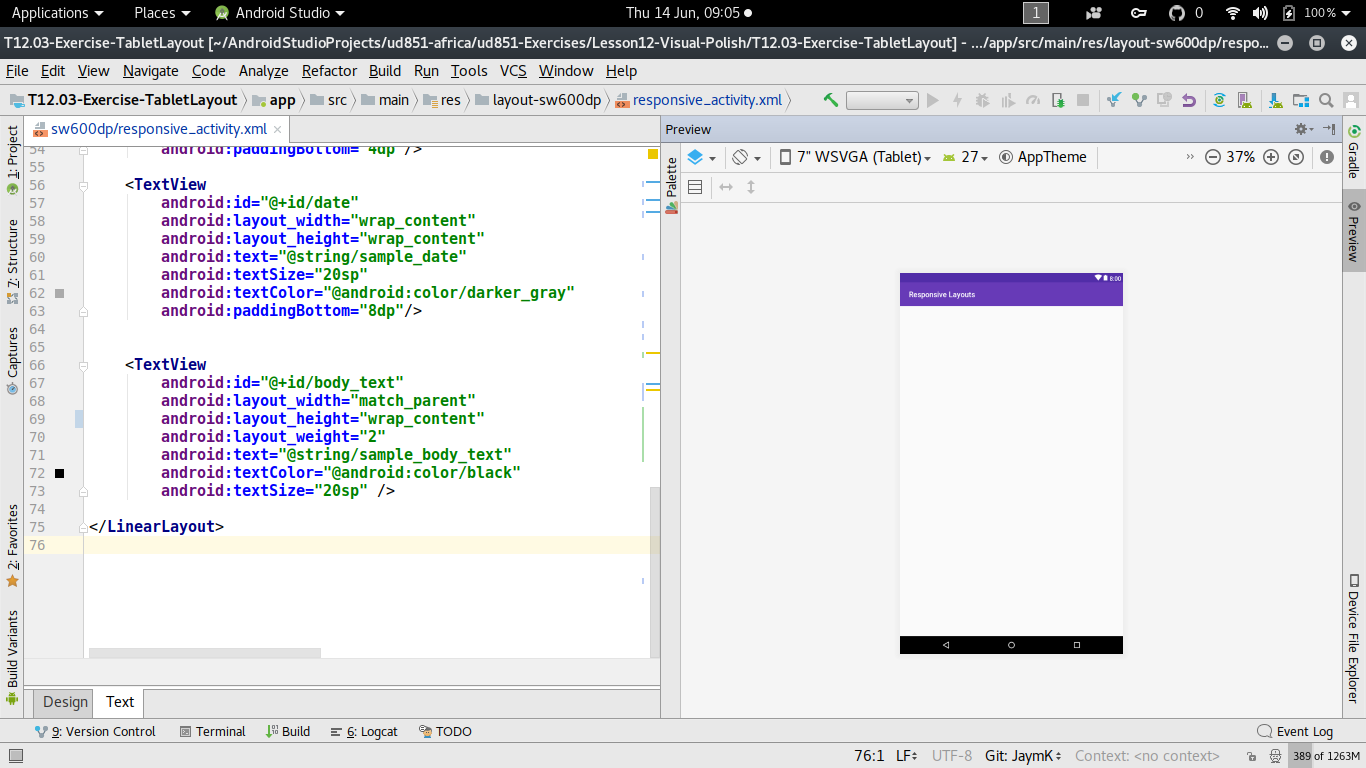 Applications Places Android Studio Thu 14 Jun, 09:05 1 0 100%
T12.03-Exercise-TabletLayout [~/AndroidStudioProjects/ud851-africa/ud851-Exercises/Lesson12-Visual-Polish/T12.03-Exercise-TabletLayout] - .../app/src/main/res/layout-sw600dp/respo...
File Edit View Navigate Code Analyze Refactor Build Run Tools VCS Window Help
T12.03-Exercise-TabletLayout app src main res layout-sw600dp responsive_activity.xml
sw600dp/responsive_activity.xml
Preview
7" WSVGA (Tablet) 27 AppTheme 37%
1: Project
7: Structure
Captures
2: Favorites
Build Variants
54 android:paddingBottom="4dp" />
55
56 <TextView
57 android:id="@+id/date"
58 android:layout_width="wrap_content"
59 android:layout_height="wrap_content"
60 android:text="@string/sample_date"
61 android:textSize="20sp"
62 android:textColor="@android:color/darker_gray"
63 android:paddingBottom="8dp"/>
64
65
66 <TextView
67 android:id="@+id/body_text"
68 android:layout_width="match_parent"
69 android:layout_height="wrap_content"
70 android:layout_weight="2"
71 android:text="@string/sample_body_text"
72 android:textColor="@android:color/black"
73 android:textSize="20sp" />
74
75 </LinearLayout>
76
Palette
8:00
Responsive Layouts
Gradle
Preview
Device File Explorer
Design Text
9: Version Control Terminal Build 6: Logcat TODO Event Log
76:1 LF UTF-8 Git: JaymK Context: <no context> 389 of 1263M